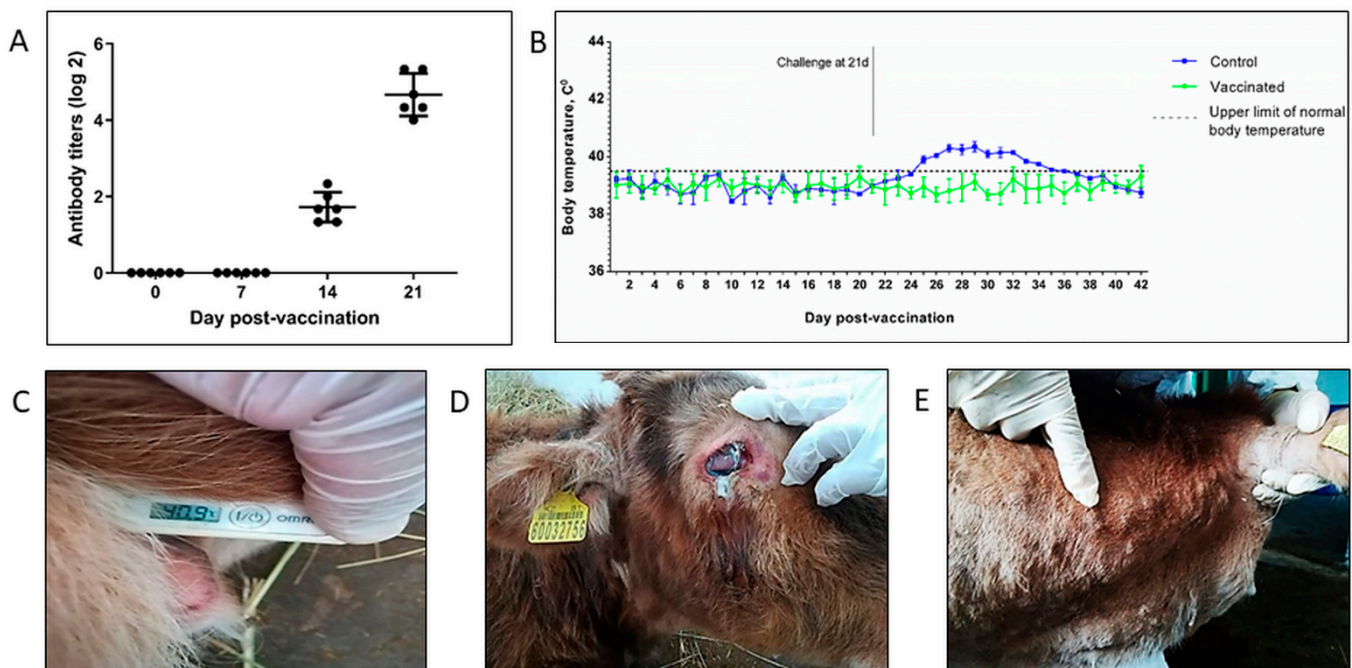 A
6
4
2
0
Antibody titers (log 2)
0 7 14 21
Day post-vaccination
B
44
42
40
38
36
Body temperature, C⁰
Challenge at 21d
Control
Vaccinated
Upper limit of normal
body temperature
2 4 6 8 10 12 14 16 18 20 22 24 26 28 30 32 34 36 38 40 42
Day post-vaccination
C
40.9℃ I/⏻ OMR
D
60032756
E